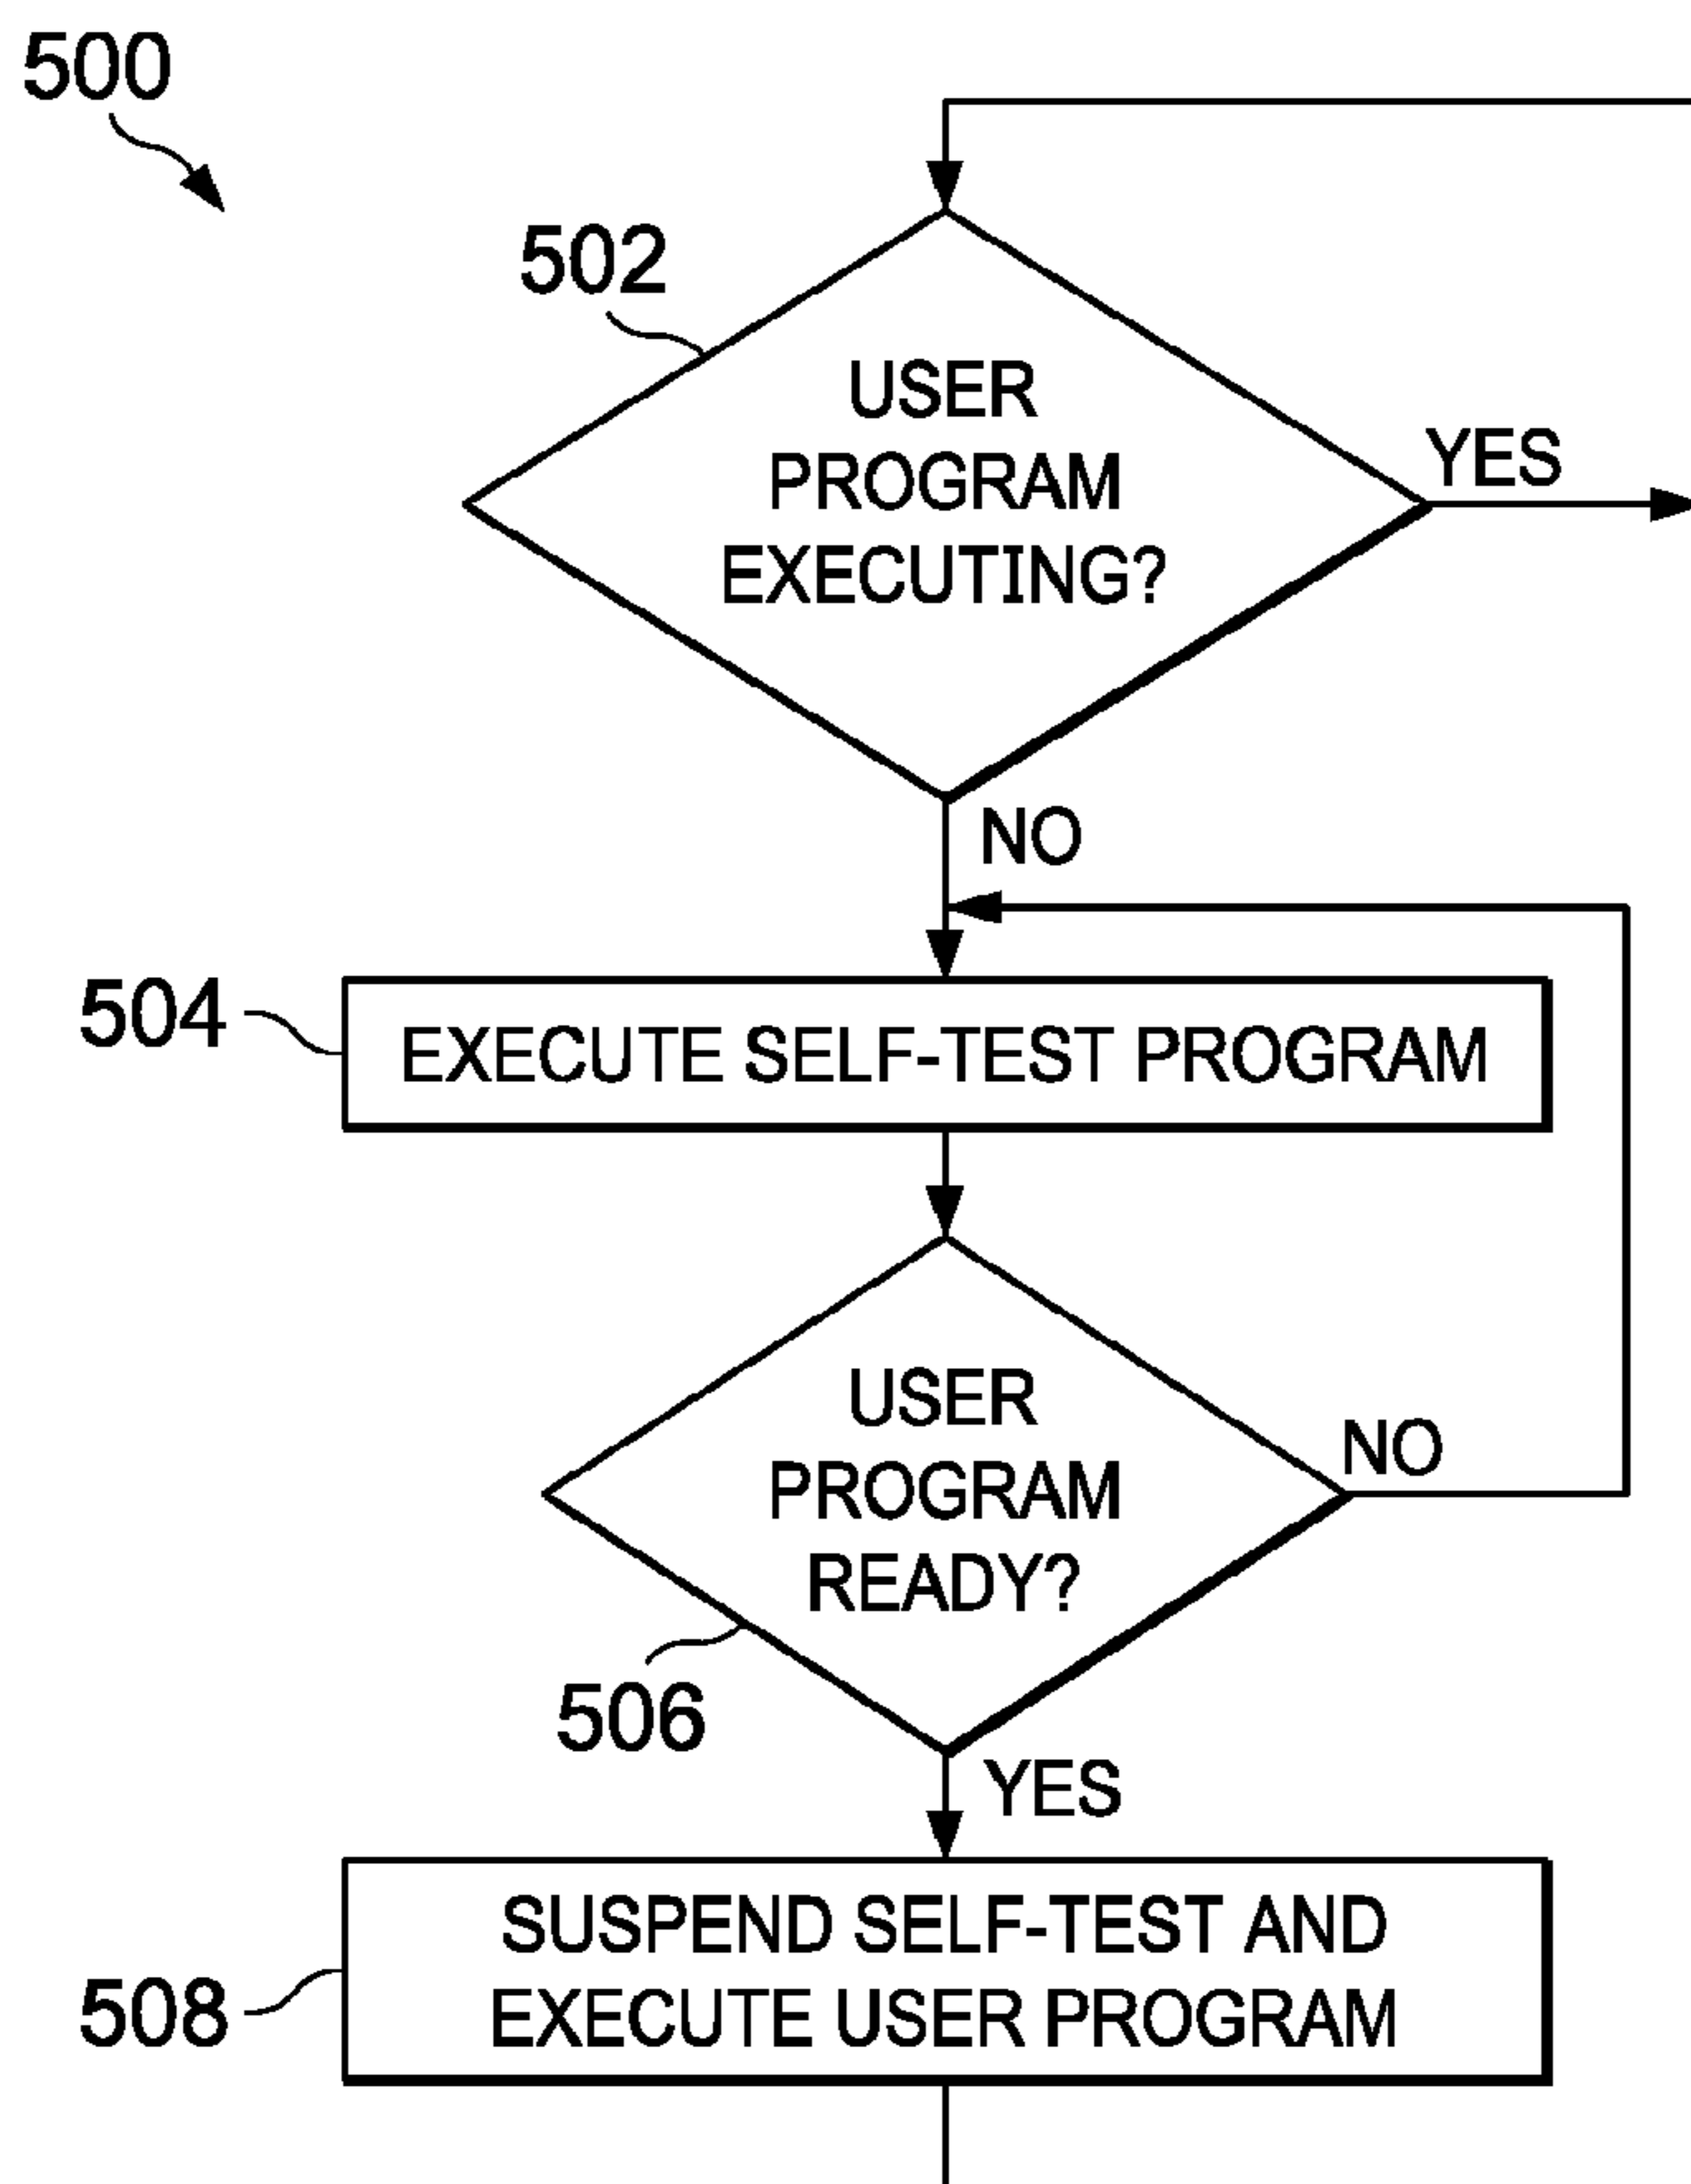 500
502
USER
PROGRAM
EXECUTING?
YES
NO
504
EXECUTE SELF-TEST PROGRAM
USER
PROGRAM
READY?
NO
506
YES
508
SUSPEND SELF-TEST AND
EXECUTE USER PROGRAM